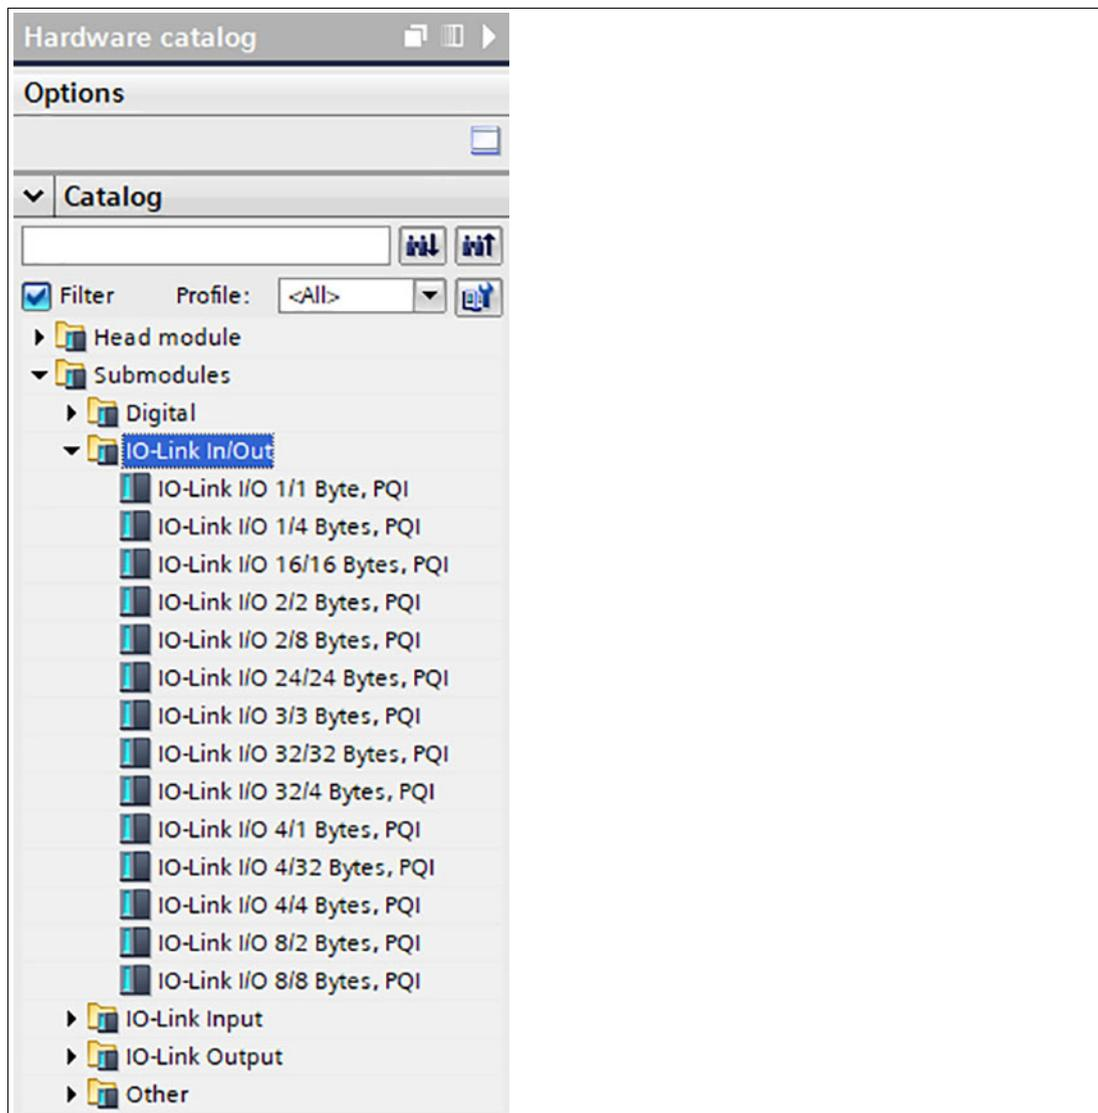 Hardware catalog
Options
Catalog
Filter Profile: <All>
Head module
Submodules
Digital
IO-Link In/Out
IO-Link I/O 1/1 Byte, PQI
IO-Link I/O 1/4 Bytes, PQI
IO-Link I/O 16/16 Bytes, PQI
IO-Link I/O 2/2 Bytes, PQI
IO-Link I/O 2/8 Bytes, PQI
IO-Link I/O 24/24 Bytes, PQI
IO-Link I/O 3/3 Bytes, PQI
IO-Link I/O 32/32 Bytes, PQI
IO-Link I/O 32/4 Bytes, PQI
IO-Link I/O 4/1 Bytes, PQI
IO-Link I/O 4/32 Bytes, PQI
IO-Link I/O 4/4 Bytes, PQI
IO-Link I/O 8/2 Bytes, PQI
IO-Link I/O 8/8 Bytes, PQI
IO-Link Input
IO-Link Output
Other